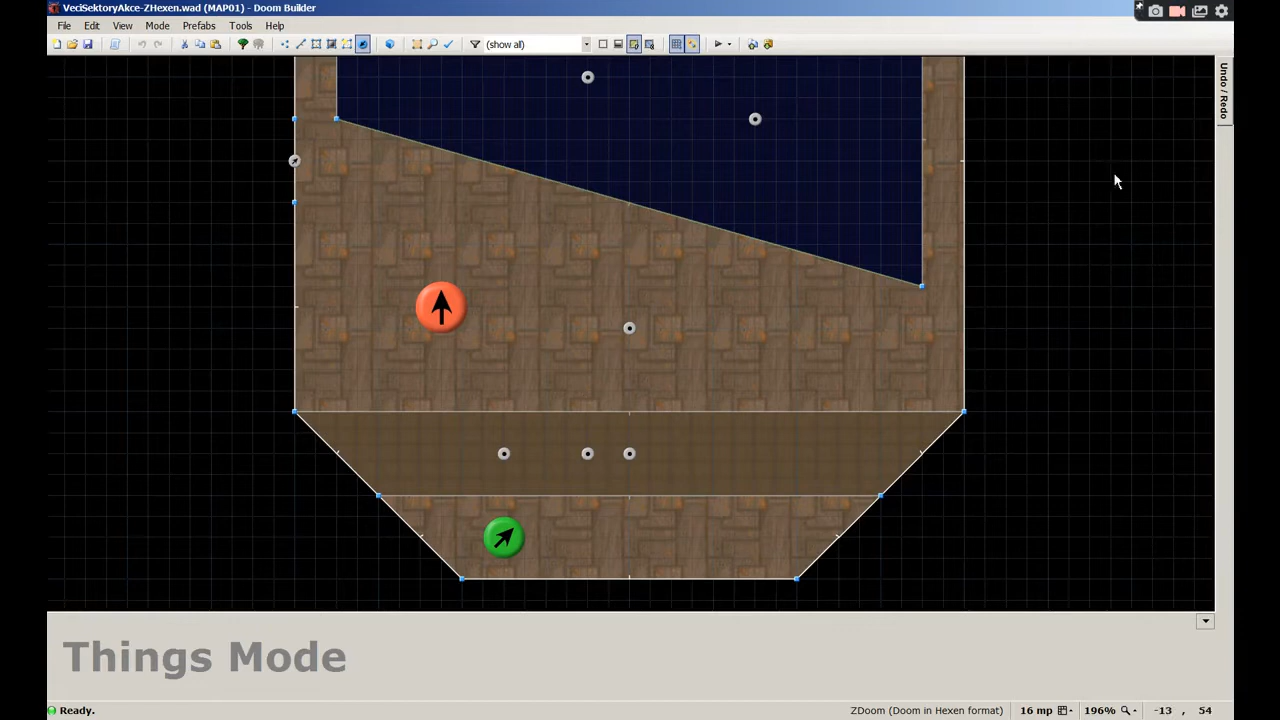 VeciSektoryAkce-ZHexen.wad (MAP01) - Doom Builder
File Edit View Mode Prefabs Tools Help
(show all)
Undo / Redo
Things Mode
Ready.
ZDoom (Doom in Hexen format) 16 mp 196% -13 , 54